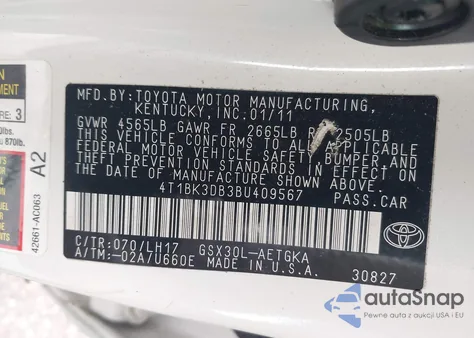 MFD.BY:TOYOTA MOTOR MANUFACTURING,
KENTUCKY, INC.01/11
GVWR 4565LB GAWR FR 2665LB RR 2505LB
THIS VEHICLE CONFORMS TO ALL APPLICABLE
FEDERAL MOTOR VEHICLE SAFETY, BUMPER, AND
THEFT PREVENTION STANDARDS IN EFFECT ON
THE DATE OF MANUFACTURE SHOWN ABOVE.
4T1BK3DB3BU409567 PASS.CAR
C/TR:070/LH17 GSX30L-AETGKA
A/TM:-02A/U660E MADE IN U.S.A. 30827
TOYOTA
A2
42661-AC063
3
870lb.
autoSnap
Pewne auta z aukcji USA i EU